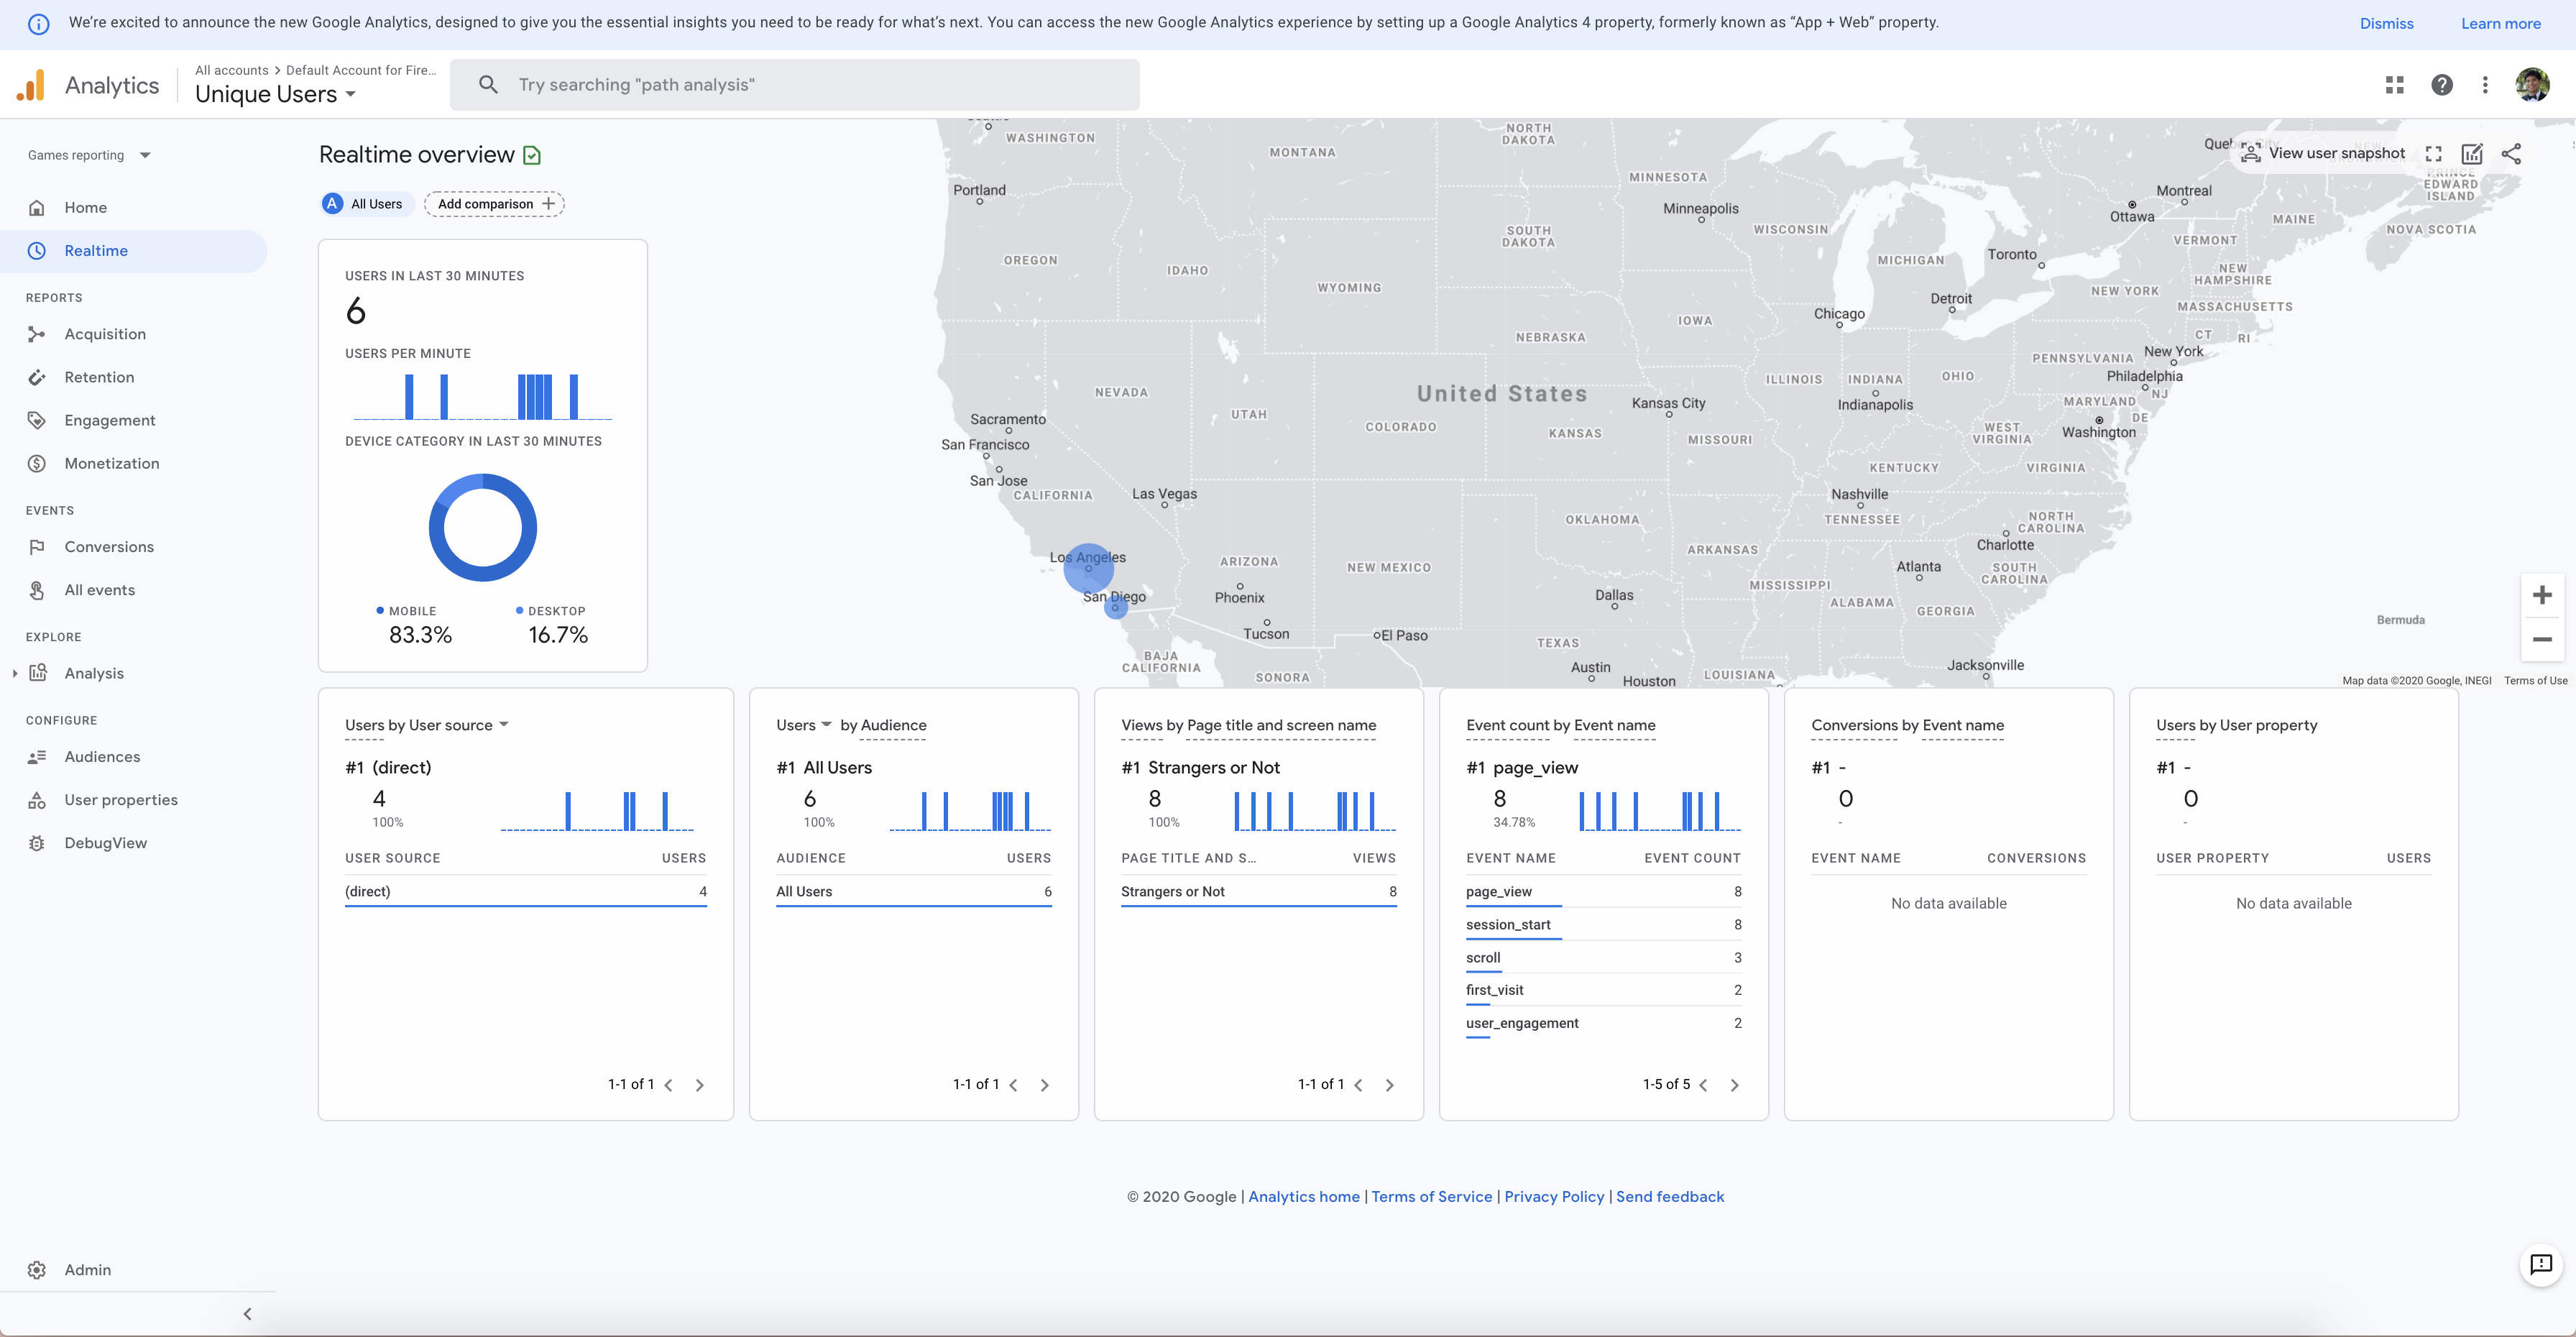 We're excited to announce the new Google Analytics, designed to give you the essential insights you need to be ready for what's next. You can access the new Google Analytics experience by setting up a Google Analytics 4 property, formerly known as “App + Web” property.
Dismiss
Learn more
Analytics
All accounts > Default Account for Fire...
Unique Users
Try searching "path analysis"
Games reporting
Home
Realtime
REPORTS
Acquisition
Retention
Engagement
Monetization
EVENTS
Conversions
All events
EXPLORE
Analysis
CONFIGURE
Audiences
User properties
DebugView
Admin
Realtime overview
A All Users
Add comparison
View user snapshot
USERS IN LAST 30 MINUTES
6
USERS PER MINUTE
DEVICE CATEGORY IN LAST 30 MINUTES
MOBILE
83.3%
DESKTOP
16.7%
WASHINGTON
MONTANA
NORTH DAKOTA
MINNESOTA
Portland
Minneapolis
SOUTH DAKOTA
WISCONSIN
Montreal
Ottawa
MAINE
PRINCE EDWARD ISLAND
NOVA SCOTIA
VERMONT
OREGON
IDAHO
WYOMING
MICHIGAN
Toronto
NEW HAMPSHIRE
NEW YORK
MASSACHUSETTS
Detroit
Chicago
IOWA
NEBRASKA
CT
RI
New York
PENNSYLVANIA
Philadelphia
NJ
OHIO
INDIANA
ILLINOIS
Indianapolis
MARYLAND
DE
Washington
WEST VIRGINIA
VIRGINIA
KENTUCKY
United States
Kansas City
NEVADA
UTAH
COLORADO
KANSAS
MISSOURI
Sacramento
San Francisco
San Jose
CALIFORNIA
Las Vegas
Nashville
TENNESSEE
NORTH CAROLINA
Charlotte
OKLAHOMA
ARKANSAS
Los Angeles
ARIZONA
NEW MEXICO
Atlanta
SOUTH CAROLINA
MISSISSIPPI
ALABAMA
GEORGIA
San Diego
Phoenix
Dallas
Tucson
El Paso
TEXAS
Bermuda
BAJA CALIFORNIA
SONORA
Austin
Houston
LOUISIANA
Jacksonville
Map data ©2020 Google, INEGI
Terms of Use
Users by User source
#1 (direct)
4
100%
USER SOURCE USERS
(direct) 4
1-1 of 1
Users by Audience
#1 All Users
6
100%
AUDIENCE USERS
All Users 6
1-1 of 1
Views by Page title and screen name
#1 Strangers or Not
8
100%
PAGE TITLE AND S... VIEWS
Strangers or Not 8
1-1 of 1
Event count by Event name
#1 page_view
8
34.78%
EVENT NAME EVENT COUNT
page_view 8
session_start 8
scroll 3
first_visit 2
user_engagement 2
1-5 of 5
Conversions by Event name
#1 -
0
-
EVENT NAME CONVERSIONS
No data available
Users by User property
#1 -
0
-
USER PROPERTY USERS
No data available
© 2020 Google | Analytics home | Terms of Service | Privacy Policy | Send feedback